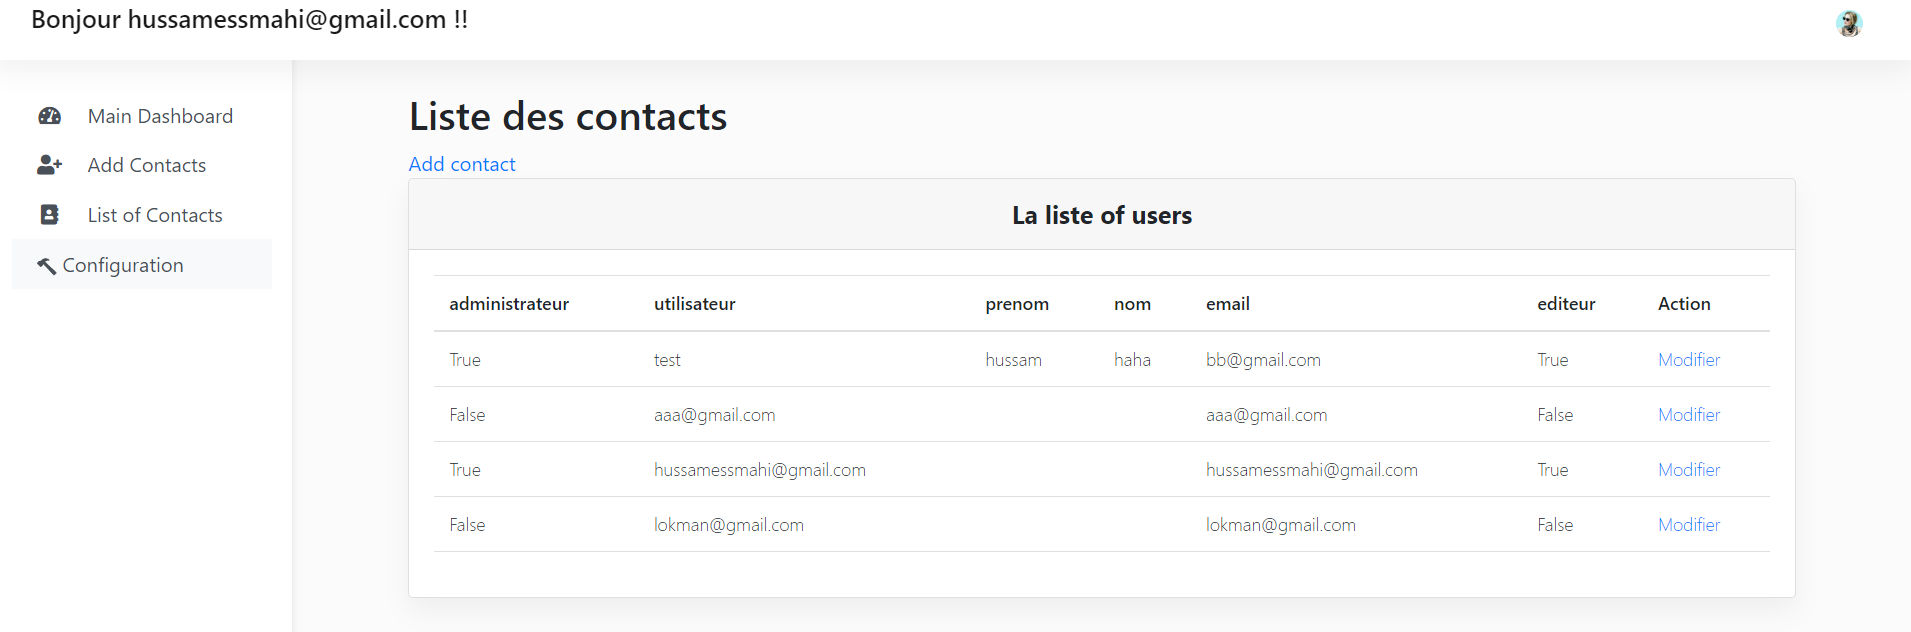 Bonjour hussamessmahi@gmail.com !!
Main Dashboard
Add Contacts
List of Contacts
Configuration
Liste des contacts
Add contact
La liste of users
administrateur utilisateur prenom nom email editeur Action
True test hussam haha bb@gmail.com True Modifier
False aaa@gmail.com aaa@gmail.com False Modifier
True hussamessmahi@gmail.com hussamessmahi@gmail.com True Modifier
False lokman@gmail.com lokman@gmail.com False Modifier